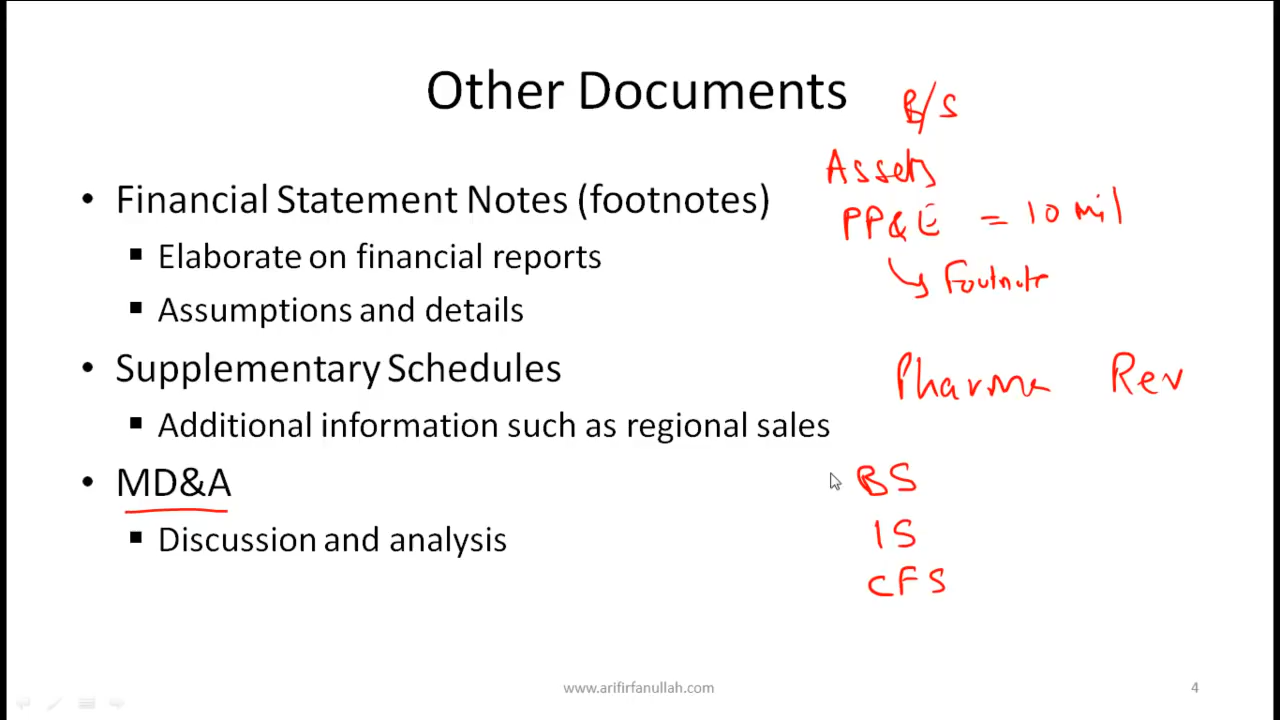 Other Documents
B/S
Assets
• Financial Statement Notes (footnotes)
PP&E = 10 mil
▪ Elaborate on financial reports
↳ Footnote
▪ Assumptions and details
• Supplementary Schedules
Pharma Rev
▪ Additional information such as regional sales
• MD&A
BS
▪ Discussion and analysis
IS
CFS
www.arifirfanullah.com
4